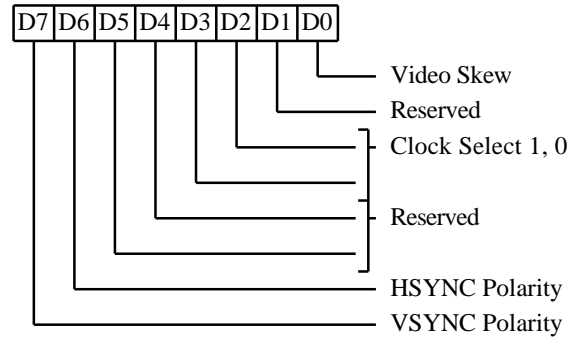 D7 D6 D5 D4 D3 D2 D1 D0
Video Skew
Reserved
Clock Select 1, 0
Reserved
HSYNC Polarity
VSYNC Polarity